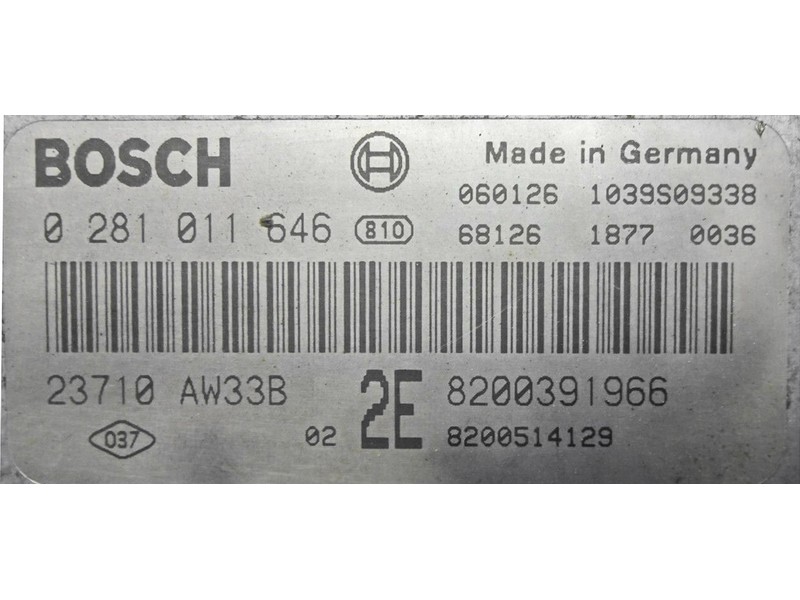 BOSCH Made in Germany
060126 1039S09338
0 281 011 646 810 68126 1877 0036
23710 AW33B 2E 8200391966
037 02 8200514129